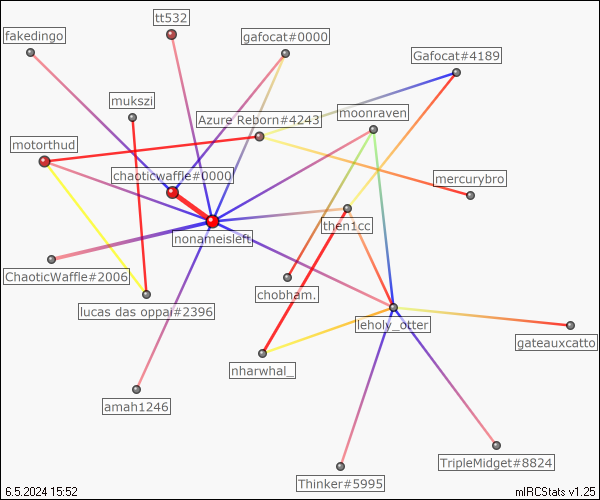 tt532
fakedingo
gafocat#0000
Gafocat#4189
mukszi
moonraven
Azure Reborn#4243
motorthud
chaoticwaffle#0000
mercurybro
then1cc
nonameisleft
ChaoticWaffle#2006
chobham.
lucas das oppai#2396
leholy_otter
gateauxcatto
nharwhal_
amah1246
TripleMidget#8824
Thinker#5995
6.5.2024 15:52
mIRCStats v1.25